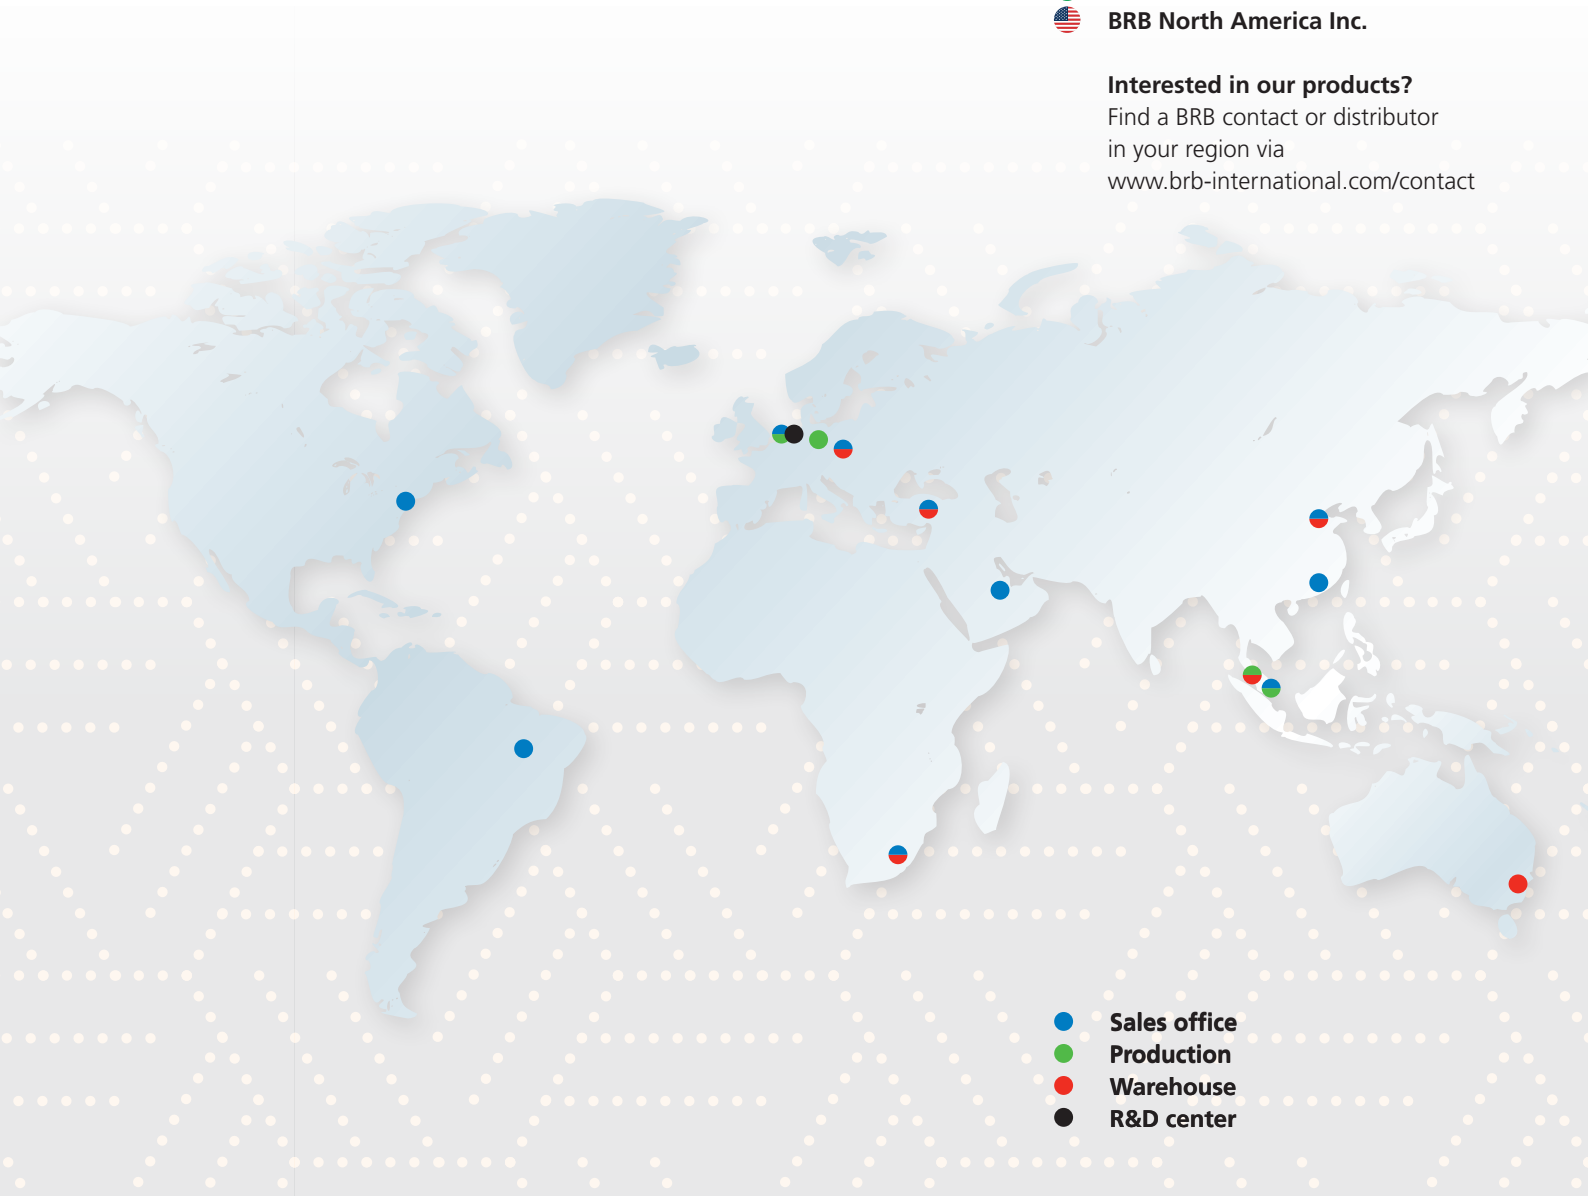 BRB North America Inc.
Interested in our products?
Find a BRB contact or distributor
in your region via
www.brb-international.com/contact
Sales office
Production
Warehouse
R&D center